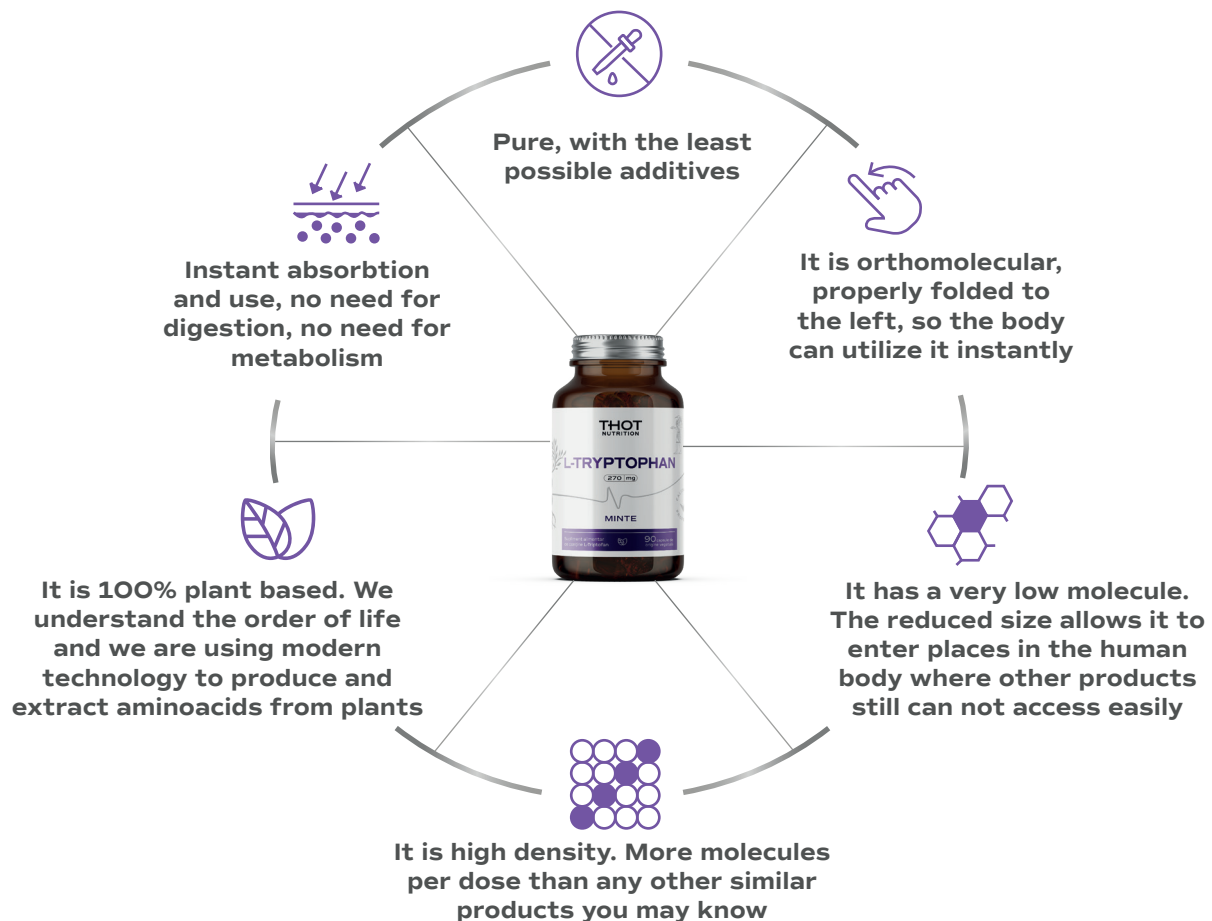 Pure, with the least
possible additives
Instant absorbtion
and use, no need for
digestion, no need for
metabolism
It is orthomolecular,
properly folded to
the left, so the body
can utilize it instantly
THOT
NUTRITION
L-TRYPTOPHAN
270 mg
MINTE
90
It is 100% plant based. We
understand the order of life
and we are using modern
technology to produce and
extract aminoacids from plants
It has a very low molecule.
The reduced size allows it to
enter places in the human
body where other products
still can not access easily
It is high density. More molecules
per dose than any other similar
products you may know